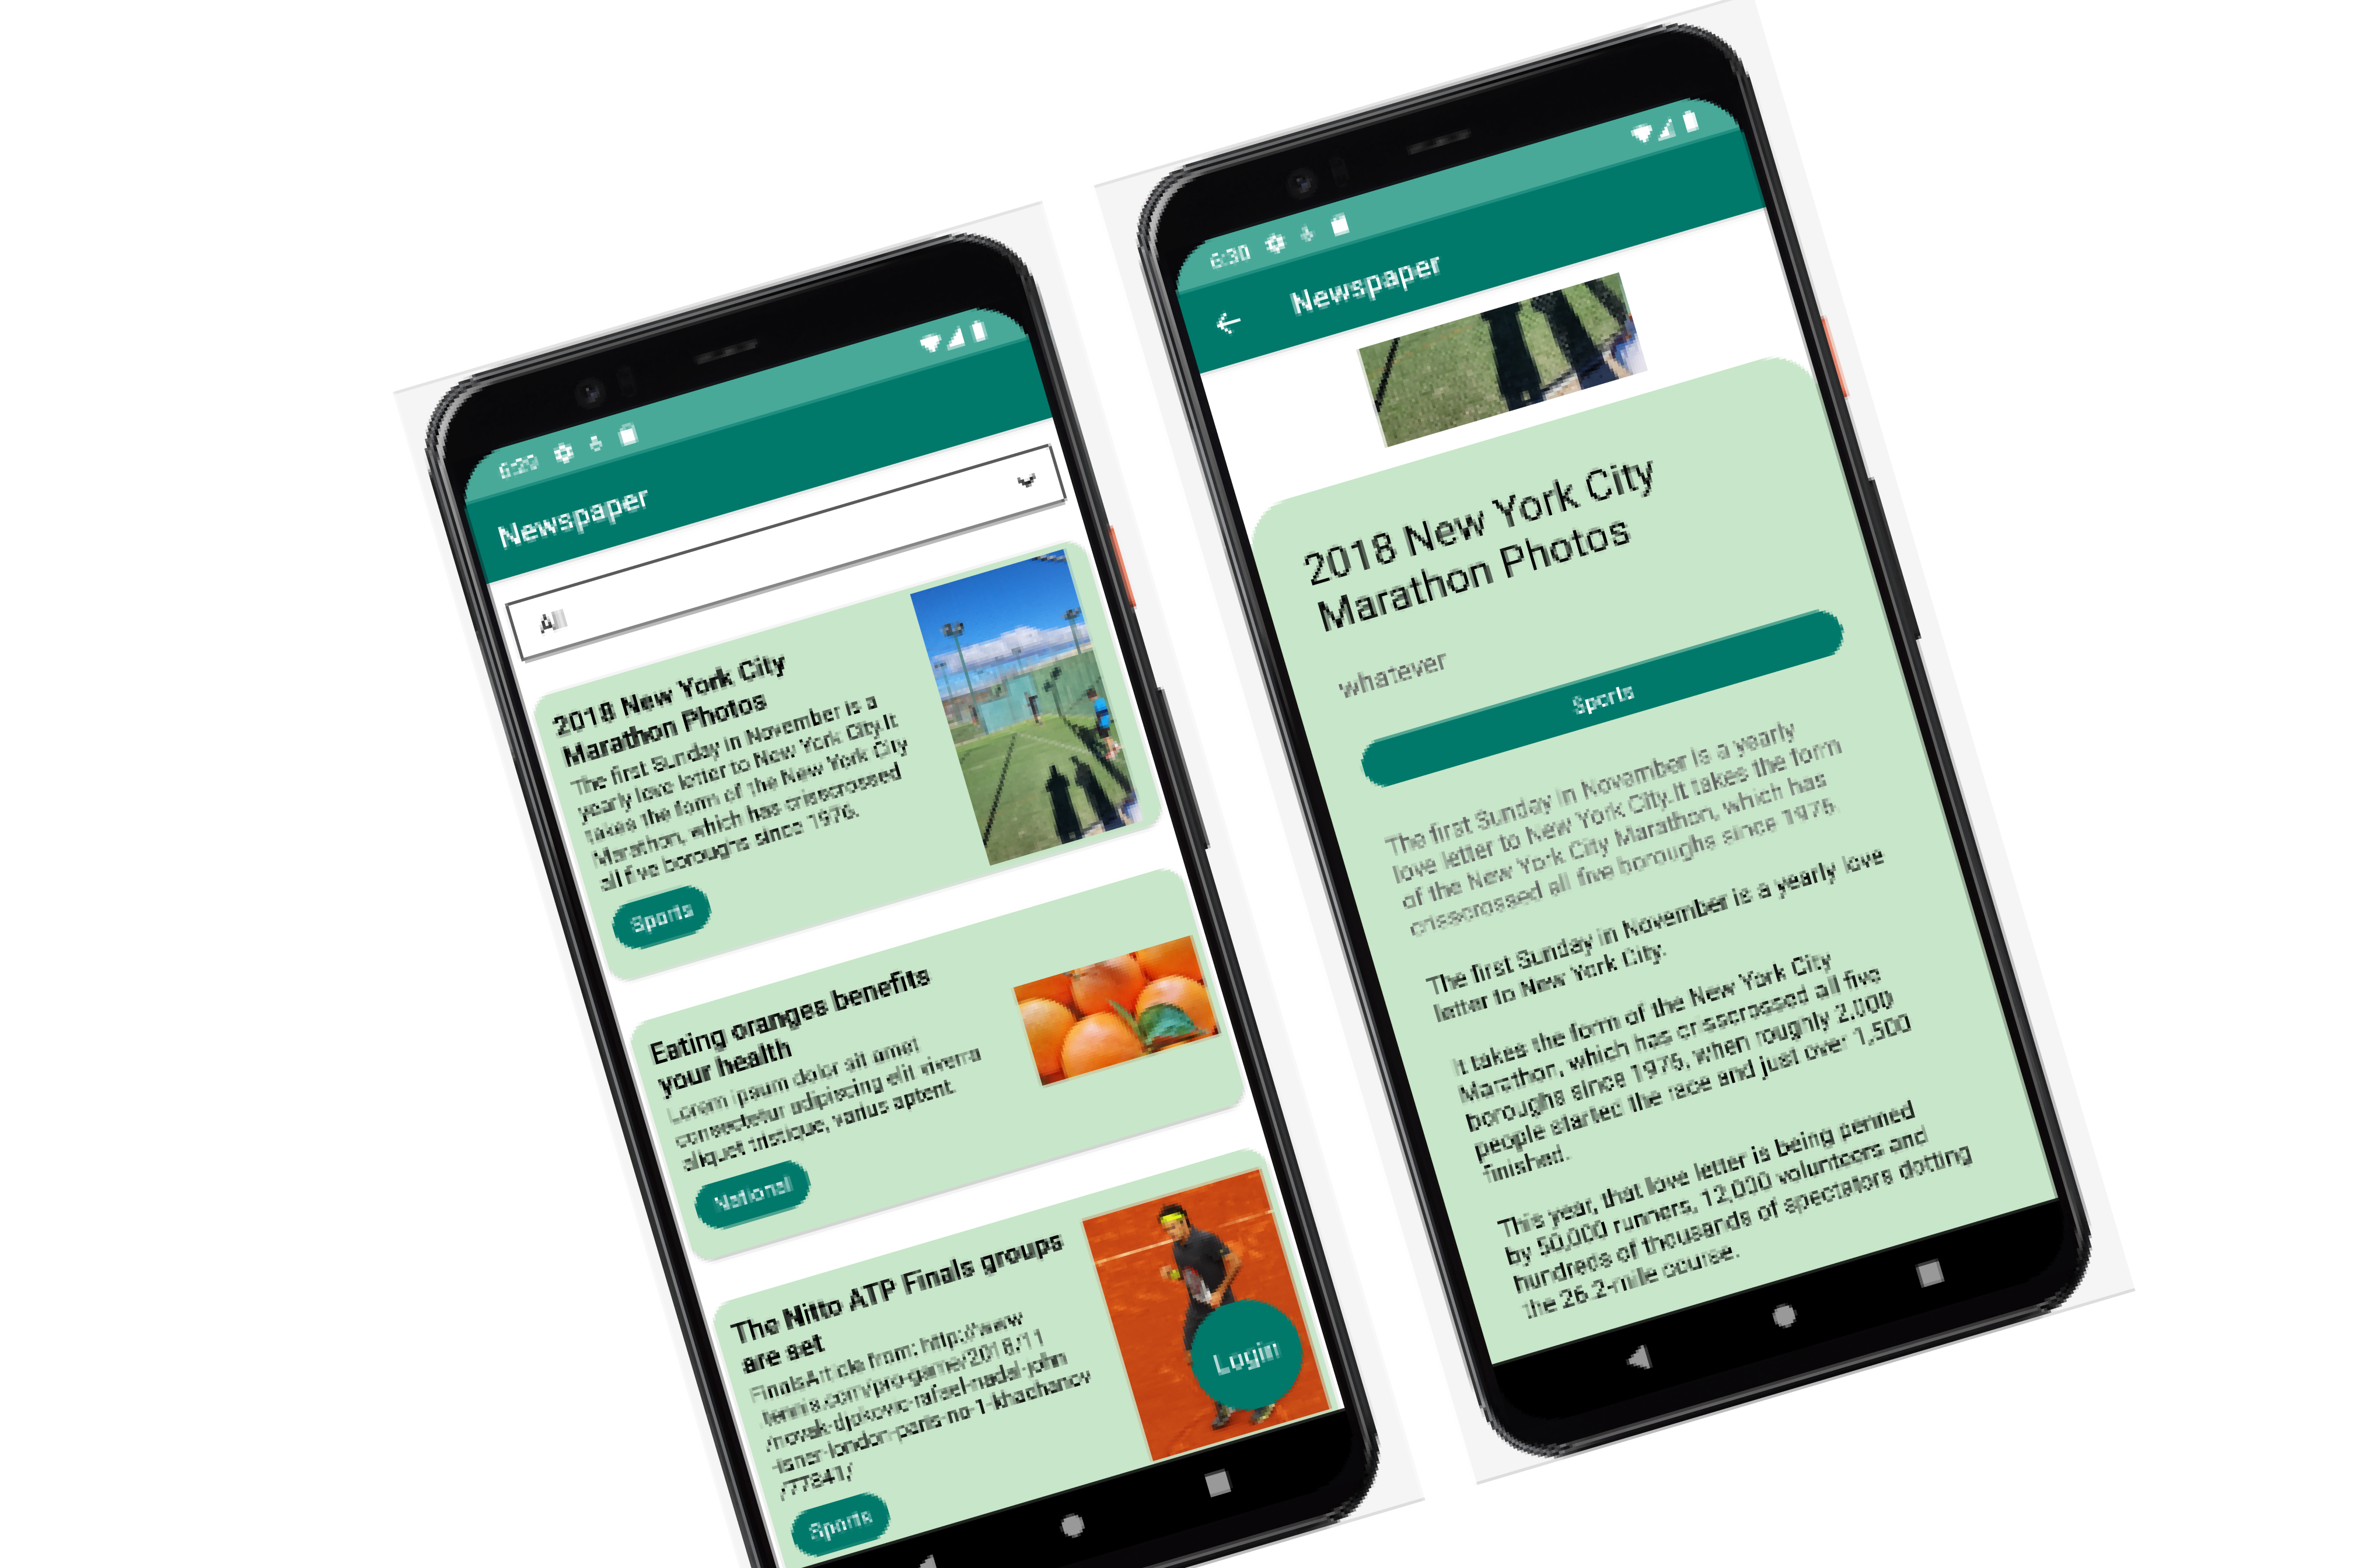 6:29
Newspaper
All
2018 New York City
Marathon Photos
The first Sunday in November is a
yearly love letter to New York City.It
takes the form of the New York City
Marathon, which has crisscrossed
all five boroughs since 1976.
Sports
Eating oranges benefits
your health
Lorem ipsum dolor sit amet
consectetur adipiscing elit viverra
aliquet tristique, varius aptent.
National
The Nitto ATP Finals groups
are set
FinalsArticle from: http://www
.tennis.com/pro-game/2018/11
/novak-djokovic-rafael-nadal-john
-isner-london-paris-no-1-khachanov
/77841/
Login
Sports
6:30
Newspaper
2018 New York City
Marathon Photos
whatever
Sports
The first Sunday in November is a yearly
love letter to New York City.It takes the form
of the New York City Marathon, which has
crisscrossed all five boroughs since 1976.
The first Sunday in November is a yearly love
letter to New York City.
It takes the form of the New York City
Marathon, which has crisscrossed all five
boroughs since 1976, when roughly 2,000
people started the race and just over 1,500
finished.
This year, that love letter is being penned
by 50,000 runners, 12,000 volunteers and
hundreds of thousands of spectators dotting
the 26.2-mile course.